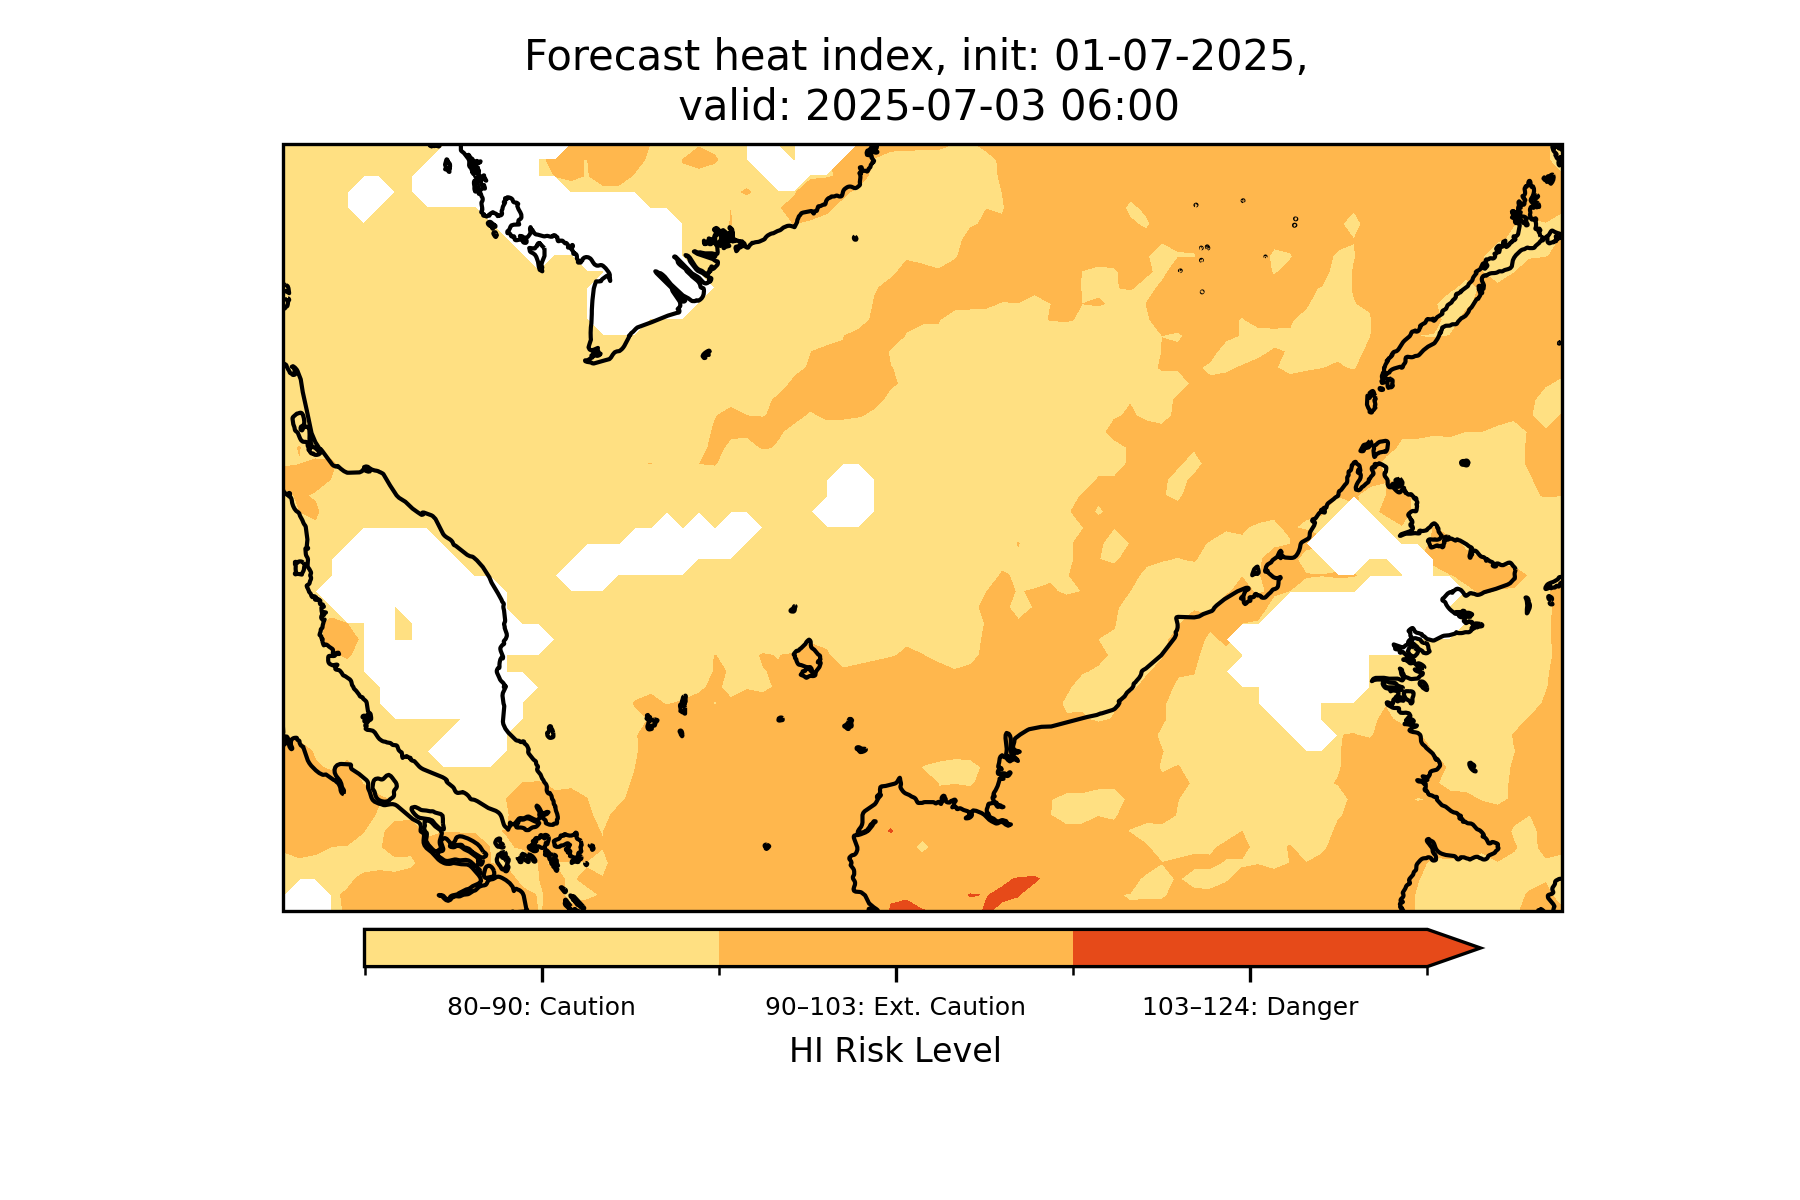 Forecast heat index, init: 01-07-2025,
valid: 2025-07-03 06:00
80–90: Caution
90–103: Ext. Caution
103–124: Danger
HI Risk Level